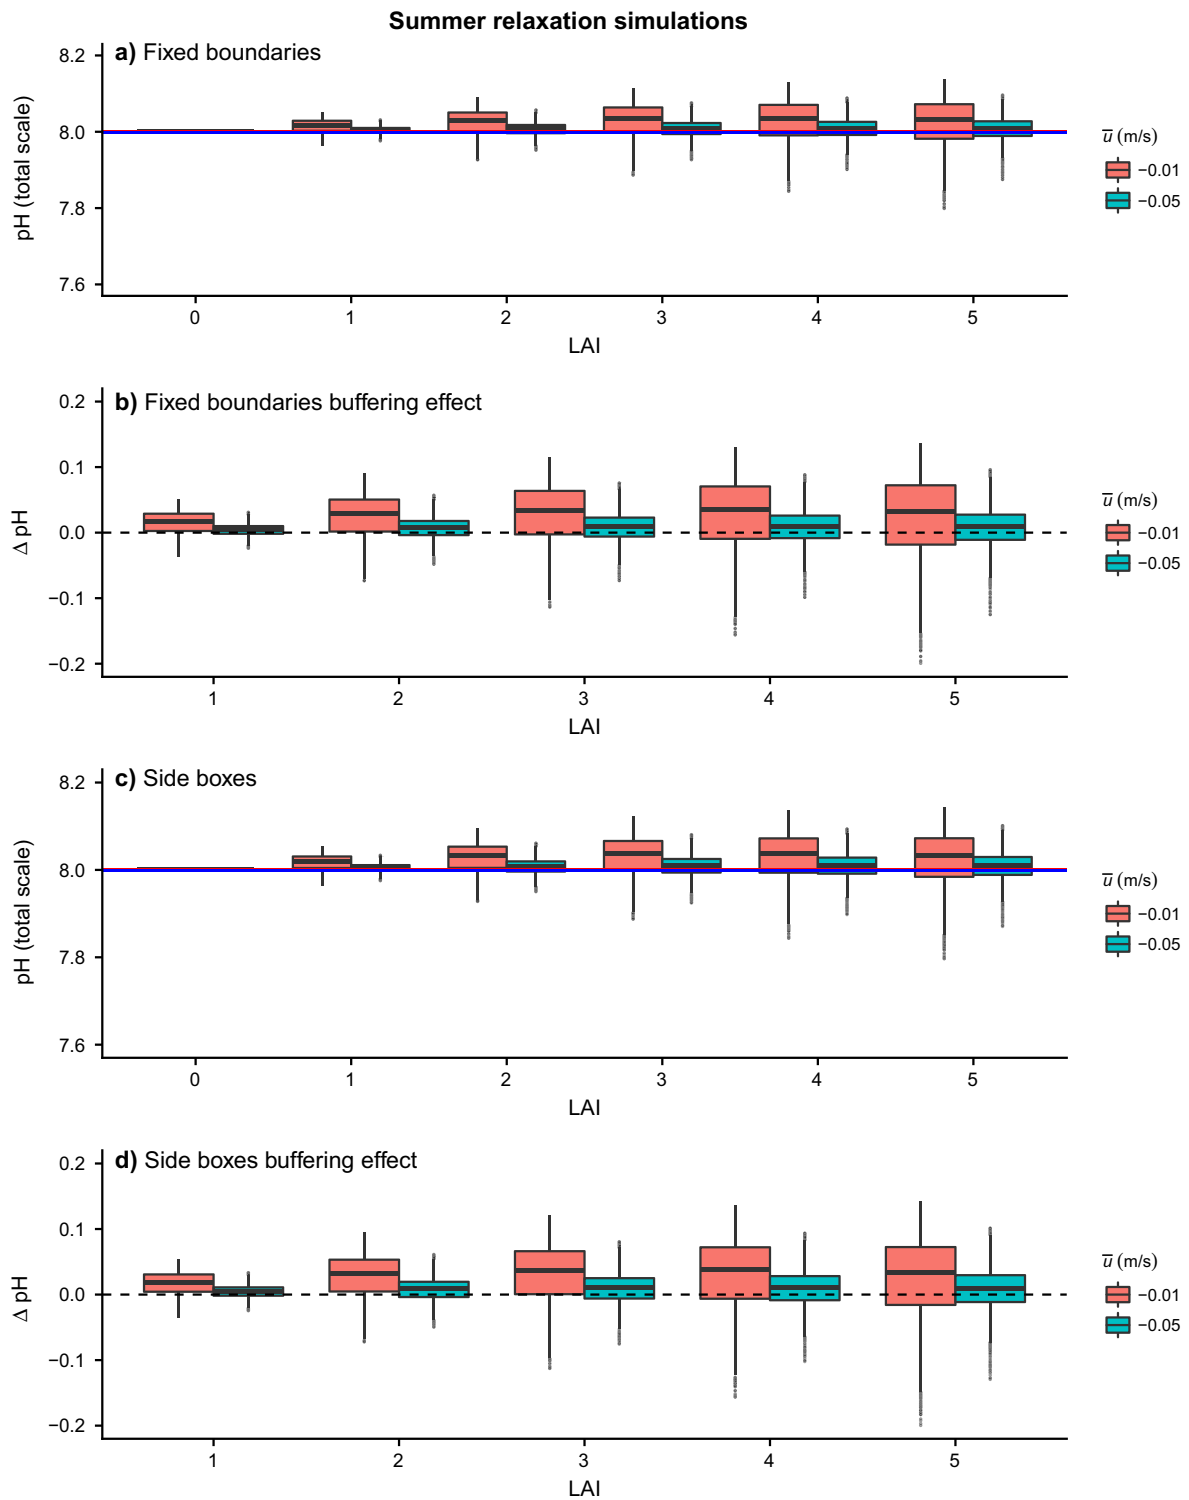 Summer relaxation simulations
a) Fixed boundaries
8.2
8.0
7.8
7.6
pH (total scale)
0 1 2 3 4 5
LAI
u̅ (m/s)
−0.01
−0.05
b) Fixed boundaries buffering effect
0.2
0.1
0.0
−0.1
−0.2
Δ pH
1 2 3 4 5
LAI
u̅ (m/s)
−0.01
−0.05
c) Side boxes
8.2
8.0
7.8
7.6
pH (total scale)
0 1 2 3 4 5
LAI
u̅ (m/s)
−0.01
−0.05
d) Side boxes buffering effect
0.2
0.1
0.0
−0.1
−0.2
Δ pH
1 2 3 4 5
LAI
u̅ (m/s)
−0.01
−0.05